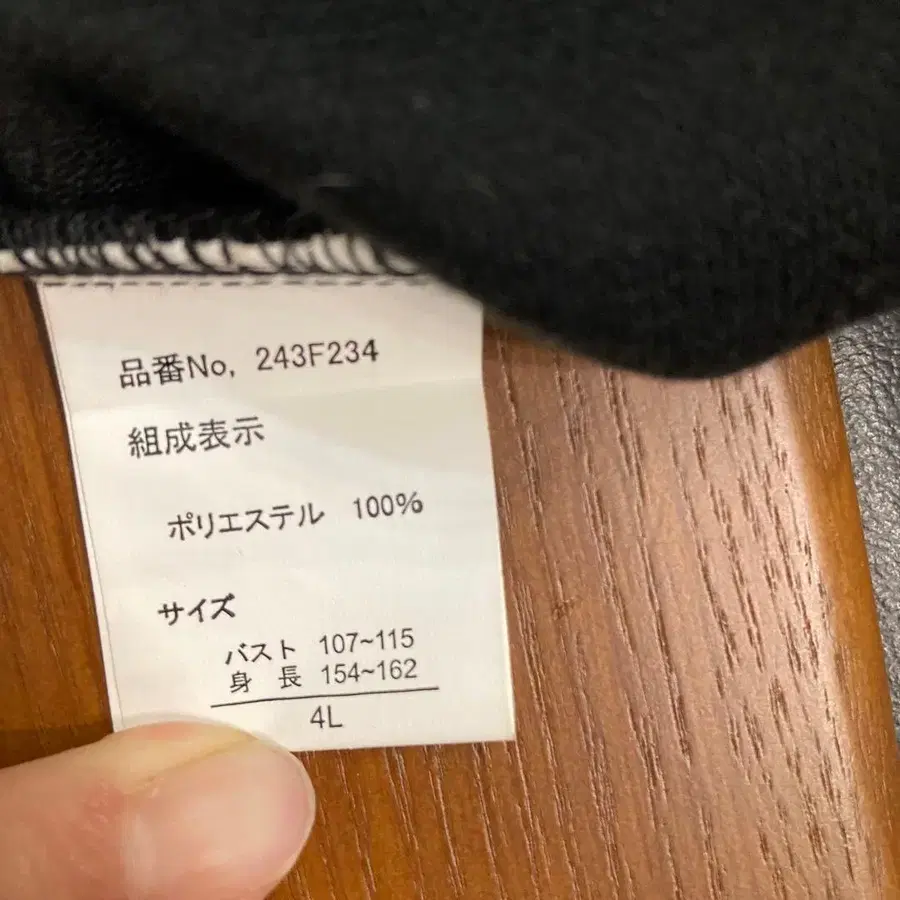 品番No, 243F234
組成表示
ポリエステル 100%
サイズ
バスト 107~115
身 長 154~162
4L